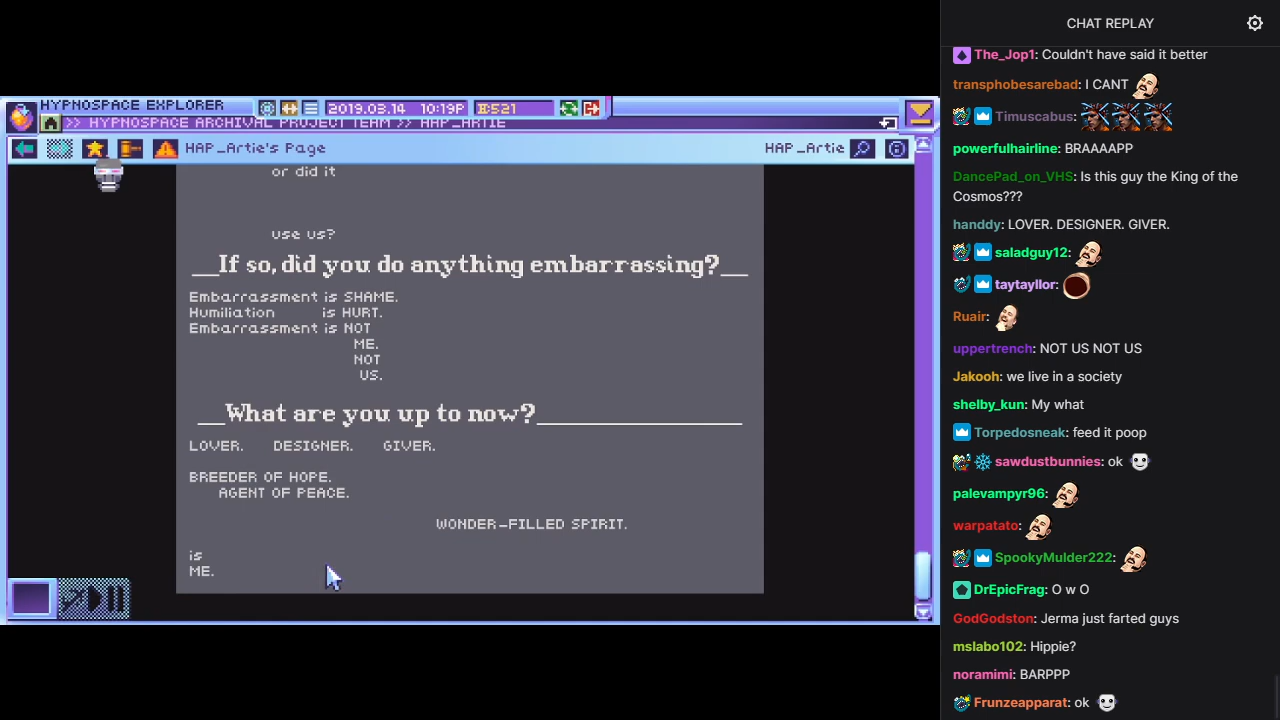 HYPNOSPACE EXPLORER
2019.03.14 10:19P
521
>> HYPNOSPACE ARCHIVAL PROJECT TEAM >> HAP_ARTIE
HAP_Artie's Page
HAP_Artie
or did it
use us?
__If so, did you do anything embarrassing?__
Embarrassment is SHAME.
Humiliation is HURT.
Embarrassment is NOT
ME.
NOT
US.
__What are you up to now?________________
LOVER. DESIGNER. GIVER.
BREEDER OF HOPE.
AGENT OF PEACE.
WONDER-FILLED SPIRIT.
is
ME.
CHAT REPLAY
The_Jop1: Couldn't have said it better
transphobesarebad: I CANT
Timuscabus:
powerfulhairline: BRAAAAPP
DancePad_on_VHS: Is this guy the King of the
Cosmos???
handdy: LOVER. DESIGNER. GIVER.
saladguy12:
taytayllor:
Ruair:
uppertrench: NOT US NOT US
Jakooh: we live in a society
shelby_kun: My what
Torpedosneak: feed it poop
sawdustbunnies: ok
palevampyr96:
warpatato:
SpookyMulder222:
DrEpicFrag: O w O
GodGodston: Jerma just farted guys
mslabo102: Hippie?
noramimi: BARPPP
Frunzeapparat: ok